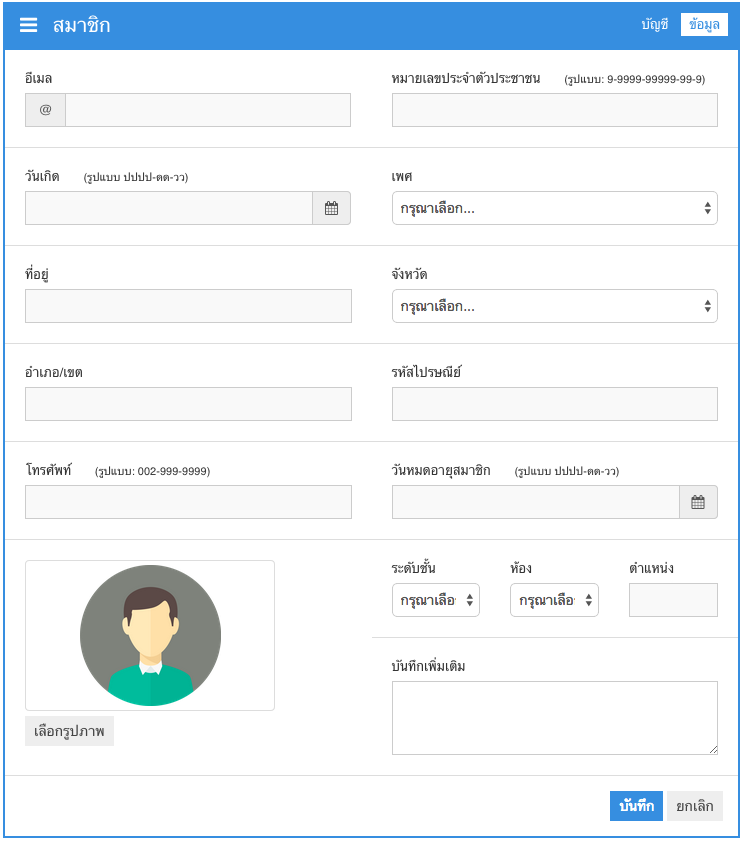 สมาชิก บัญชี ข้อมูล
อีเมล หมายเลขประจำตัวประชาชน (รูปแบบ: 9-9999-99999-99-9)
@
วันเกิด (รูปแบบ ปปปป-ดด-วว) เพศ
กรุณาเลือก...
ที่อยู่ จังหวัด
กรุณาเลือก...
อำเภอ/เขต รหัสไปรษณีย์
โทรศัพท์ (รูปแบบ: 002-999-9999) วันหมดอายุสมาชิก (รูปแบบ ปปปป-ดด-วว)
ระดับชั้น ห้อง ตำแหน่ง
กรุณาเลือ กรุณาเลือ
บันทึกเพิ่มเติม
เลือกรูปภาพ
บันทึก ยกเลิก